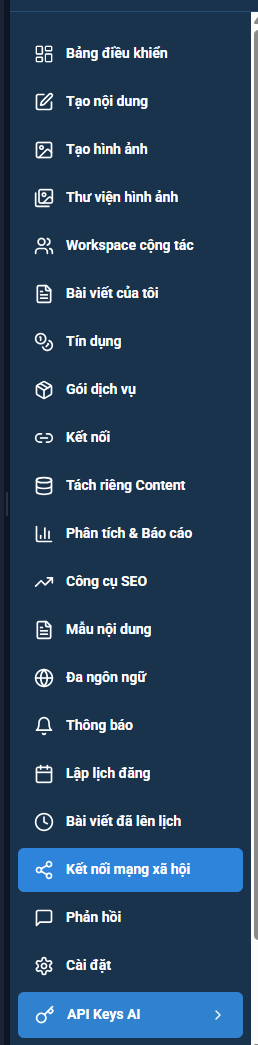 Bảng điều khiển
Tạo nội dung
Tạo hình ảnh
Thư viện hình ảnh
Workspace cộng tác
Bài viết của tôi
Tín dụng
Gói dịch vụ
Kết nối
Tách riêng Content
Phân tích & Báo cáo
Công cụ SEO
Mẫu nội dung
Đa ngôn ngữ
Thông báo
Lập lịch đăng
Bài viết đã lên lịch
Kết nối mạng xã hội
Phản hồi
Cài đặt
API Keys AI